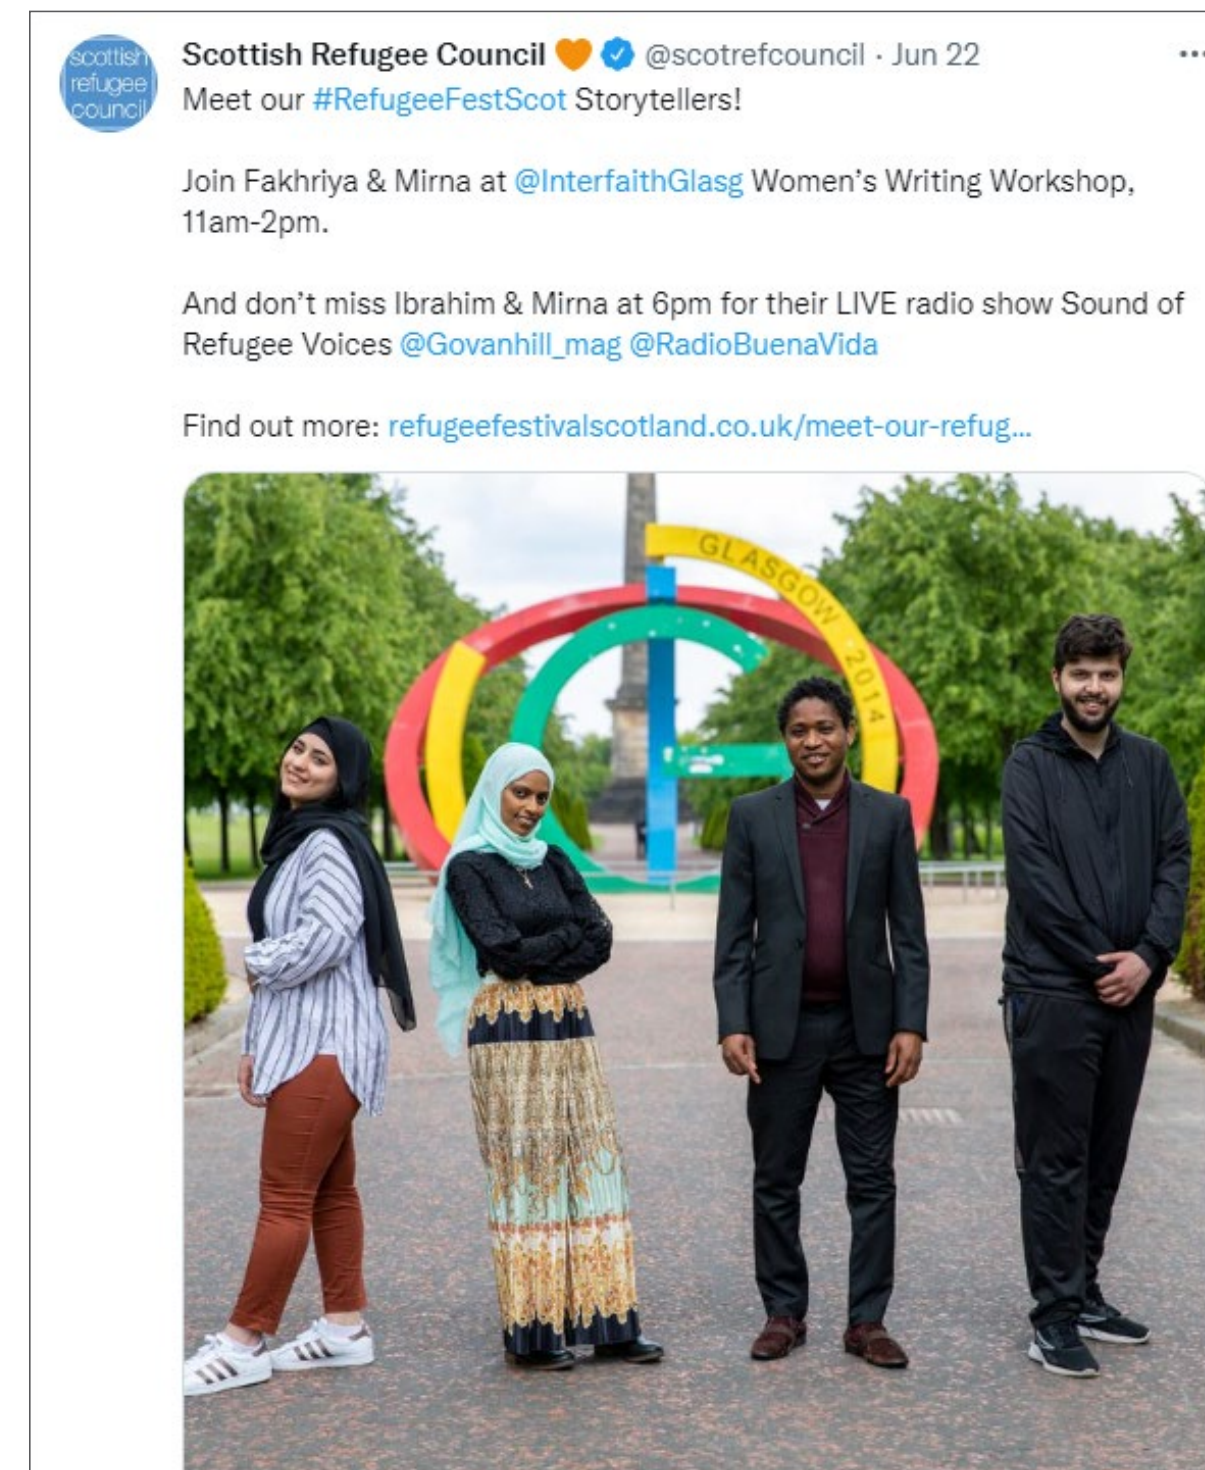 scottish
refugee
council
Scottish Refugee Council 🧡 @scotrefcouncil · Jun 22
Meet our #RefugeeFestScot Storytellers!
Join Fakhriya & Mirna at @InterfaithGlasg Women’s Writing Workshop,
11am-2pm.
And don’t miss Ibrahim & Mirna at 6pm for their LIVE radio show Sound of
Refugee Voices @Govanhill_mag @RadioBuenaVida
Find out more: refugeefestivalscotland.co.uk/meet-our-refug...
GLASGOW 2014